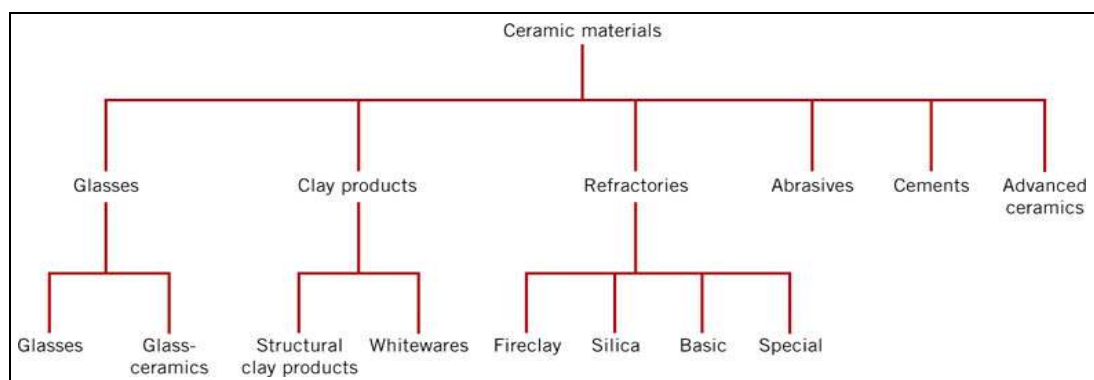 Ceramic materials
Glasses
Clay products
Refractories
Abrasives
Cements
Advanced
ceramics
Glasses
Glass-
ceramics
Structural
clay products
Whitewares
Fireclay
Silica
Basic
Special